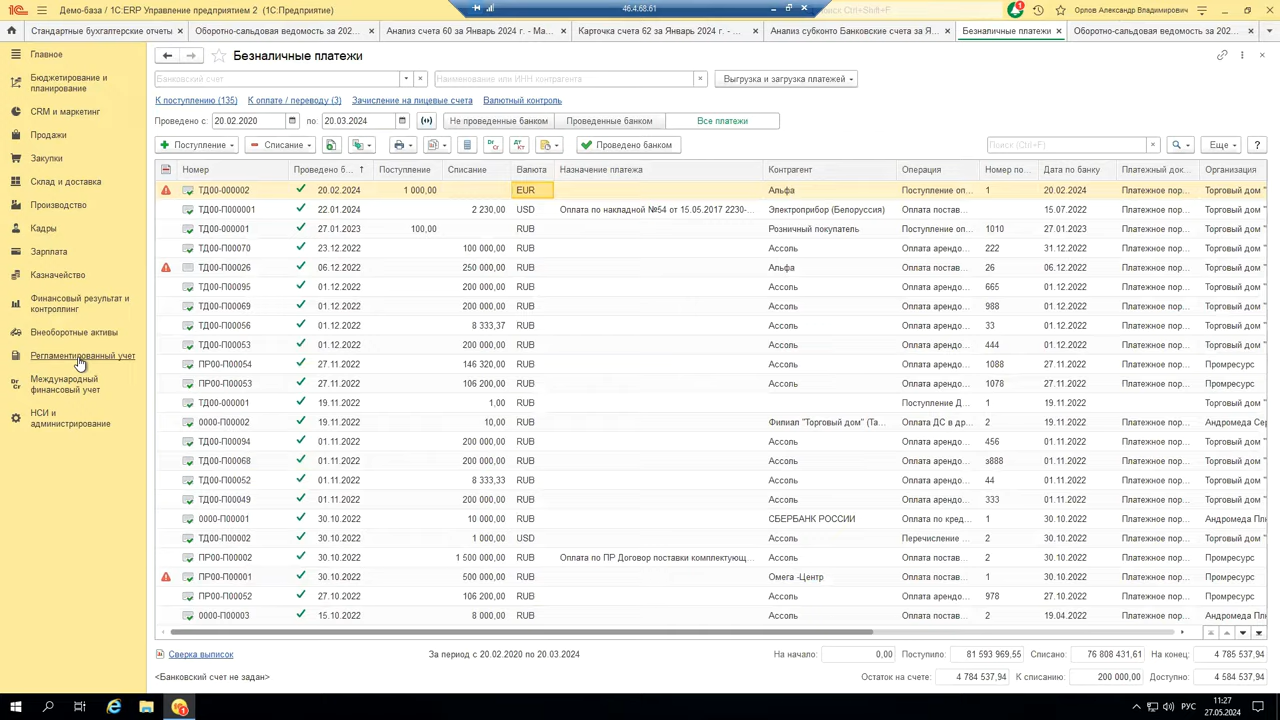 Демо-база / 1С:ERP Управление предприятием 2 (1С:Предприятие)
46.4.68.61
Поиск Ctrl+Shift+F
Орлов Александр Владимирович
Стандартные бухгалтерские отчеты
Оборотно-сальдовая ведомость за 202...
Анализ счета 60 за Январь 2024 г. - Ма...
Карточка счета 62 за Январь 2024 г. - ...
Анализ субконто Банковские счета за Я...
Безналичные платежи
Оборотно-сальдовая ведомость за 202...
Главное
Бюджетирование и
планирование
CRM и маркетинг
Продажи
Закупки
Склад и доставка
Производство
Кадры
Зарплата
Казначейство
Финансовый результат и
контроллинг
Внеоборотные активы
Регламентированный учет
Международный
финансовый учет
НСИ и
администрирование
Безналичные платежи
Банковский счет
Наименование или ИНН контрагента
Выгрузка и загрузка платежей
К поступлению (135) К оплате / переводу (3) Зачисление на лицевые счета Валютный контроль
Проведено с: 20.02.2020 по: 20.03.2024 Не проведенные банком Проведенные банком Все платежи
Поступление Списание Проведено банком Поиск (Ctrl+F) Еще ?
Номер Проведено б... Поступление Списание Валюта Назначение платежа Контрагент Операция Номер по... Дата по банку Платежный док... Организация
ТД00-000002 20.02.2024 1 000,00 EUR Альфа Поступление оп... 1 20.02.2024 Платежное пор... Торговый дом "
ТД00-П000001 22.01.2024 2 230,00 USD Оплата по накладной №54 от 15.05.2017 2230-... Электроприбор (Белоруссия) Оплата постав... 15.07.2022 Платежное пор... Торговый дом "
ТД00-000001 27.01.2023 100,00 RUB Розничный покупатель Поступление оп... 1010 27.01.2023 Платежное пор... Торговый дом "
ТД00-П00070 23.12.2022 100 000,00 RUB Ассоль Оплата арендо... 222 31.12.2022 Платежное пор... Торговый дом "
ТД00-П00026 06.12.2022 250 000,00 RUB Альфа Оплата постав... 26 06.12.2022 Платежное пор... Торговый дом "
ТД00-П00095 01.12.2022 200 000,00 RUB Ассоль Оплата арендо... 665 01.12.2022 Платежное пор... Торговый дом "
ТД00-П00069 01.12.2022 200 000,00 RUB Ассоль Оплата арендо... 988 01.12.2022 Платежное пор... Торговый дом "
ТД00-П00056 01.12.2022 8 333,37 RUB Ассоль Оплата арендо... 33 01.12.2022 Платежное пор... Торговый дом "
ТД00-П00053 01.12.2022 200 000,00 RUB Ассоль Оплата арендо... 444 01.12.2022 Платежное пор... Торговый дом "
ПР00-П00054 27.11.2022 146 320,00 RUB Ассоль Оплата арендо... 1088 27.11.2022 Платежное пор... Промресурс
ПР00-П00053 27.11.2022 106 200,00 RUB Ассоль Оплата арендо... 1078 27.11.2022 Платежное пор... Промресурс
ТД00-000001 19.11.2022 1,00 RUB Поступление Д... 1 19.11.2022 Платежное пор... Торговый дом "
0000-П00002 19.11.2022 10,00 RUB Филиал "Торговый дом" (Та... Оплата ДС в др... 2 19.11.2022 Платежное пор... Андромеда Сер
ТД00-П00094 01.11.2022 200 000,00 RUB Ассоль Оплата арендо... 456 01.11.2022 Платежное пор... Торговый дом "
ТД00-П00068 01.11.2022 200 000,00 RUB Ассоль Оплата арендо... з888 01.11.2022 Платежное пор... Торговый дом "
ТД00-П00052 01.11.2022 8 333,33 RUB Ассоль Оплата арендо... 44 01.11.2022 Платежное пор... Торговый дом "
ТД00-П00049 01.11.2022 200 000,00 RUB Ассоль Оплата арендо... 333 01.11.2022 Платежное пор... Торговый дом "
0000-П00001 30.10.2022 10 000,00 RUB СБЕРБАНК РОССИИ Оплата по кред... 1 30.10.2022 Платежное пор... Андромеда Пл
ТД00-П00002 30.10.2022 1 000,00 USD Ассоль Перечисление ... 2 30.10.2022 Платежное пор... Торговый дом "
ПР00-П00002 30.10.2022 1 500 000,00 RUB Оплата по ПР Договор поставки комплектующ... Ассоль Оплата постав... 2 30.10.2022 Платежное пор... Промресурс
ПР00-П00001 30.10.2022 500 000,00 RUB Омега -Центр Оплата постав... 1 30.10.2022 Платежное пор... Промресурс
ПР00-П00052 27.10.2022 106 200,00 RUB Ассоль Оплата арендо... 978 27.10.2022 Платежное пор... Промресурс
0000-П00003 15.10.2022 8 000,00 RUB Ассоль Оплата постав... 2 19.04.2022 Платежное пор... Андромеда Пл
Сверка выписок За период с 20.02.2020 по 20.03.2024 На начало: 0,00 Поступило: 81 593 969,55 Списано: 76 808 431,61 На конец: 4 785 537,94
<Банковский счет не задан> Остаток на счете: 4 784 537,94 К списанию: 200 000,00 Доступно: 4 584 537,94
РУС
11:27
27.05.2024